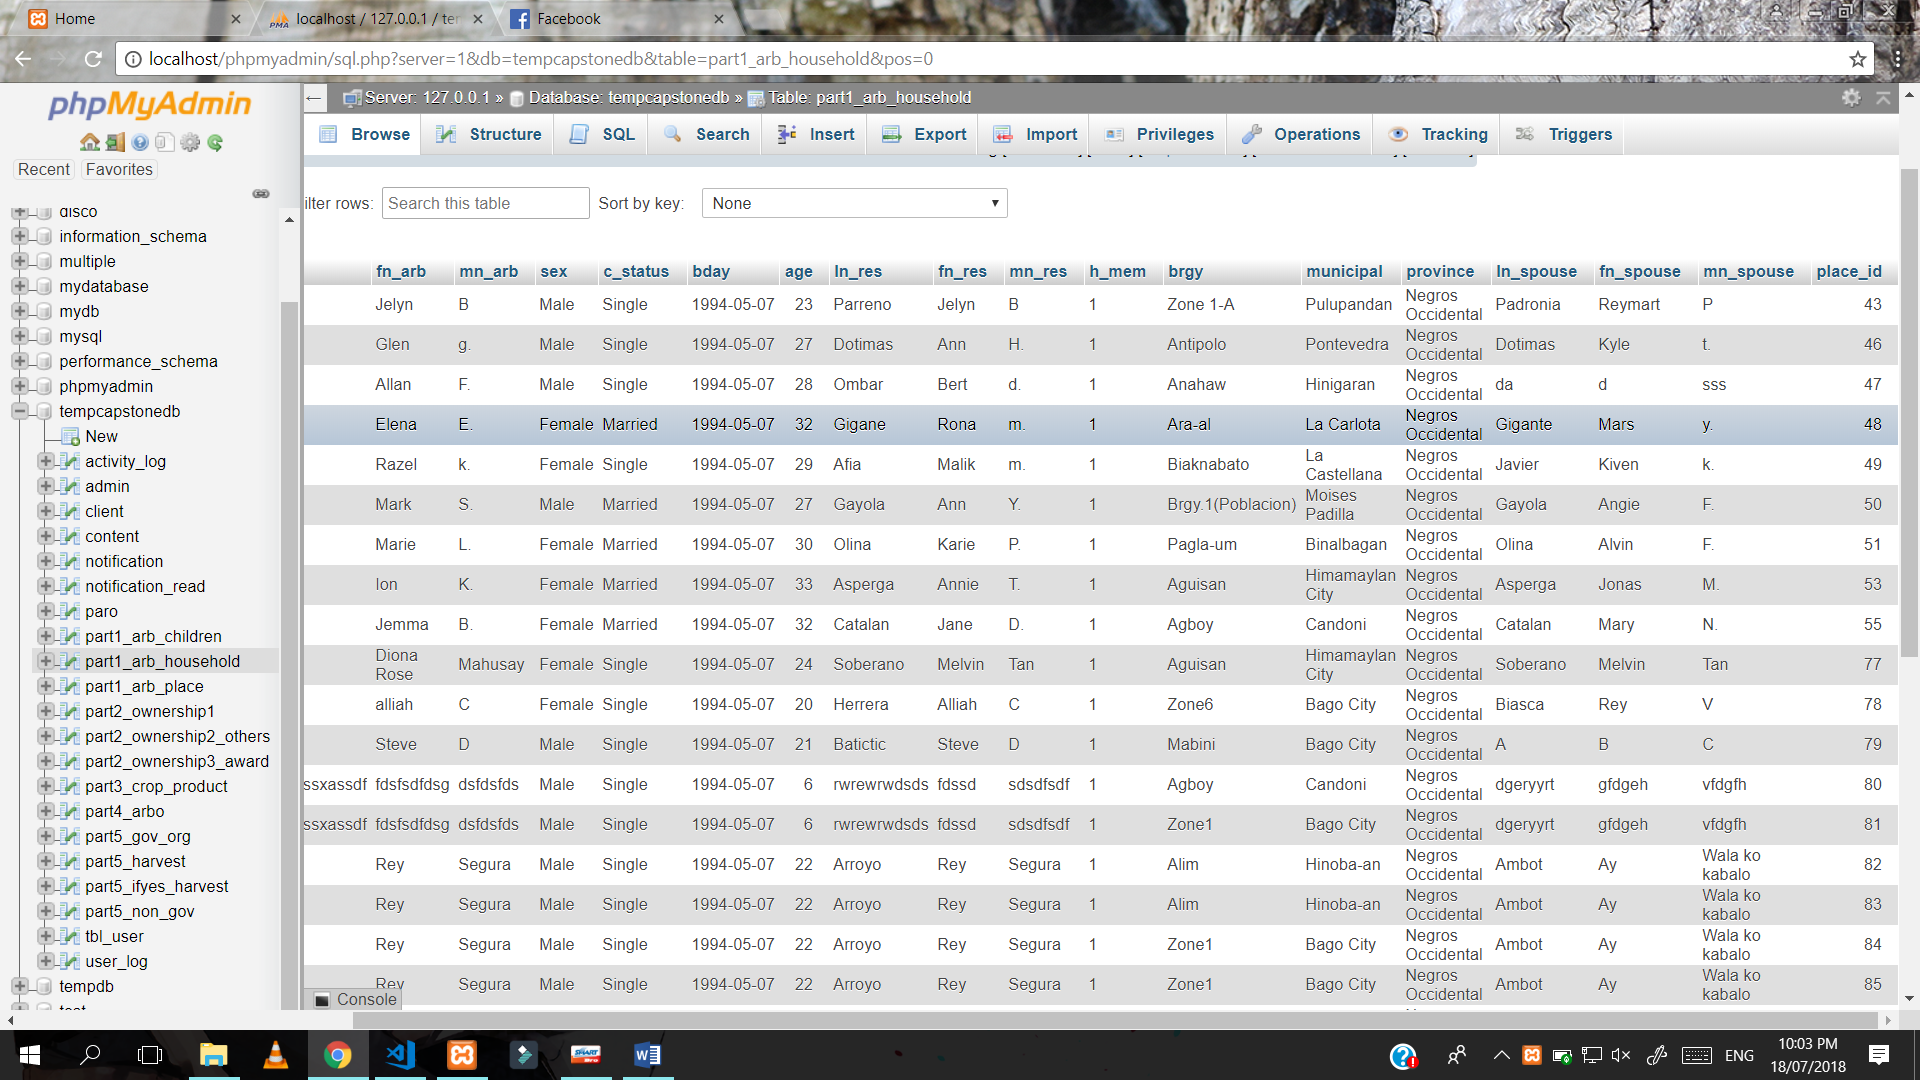 Home
localhost / 127.0.0.1 / ter
Facebook
localhost/phpmyadmin/sql.php?server=1&db=tempcapstonedb&table=part1_arb_household&pos=0
phpMyAdmin
Recent Favorites
disco
information_schema
multiple
mydatabase
mydb
mysql
performance_schema
phpmyadmin
tempcapstonedb
New
activity_log
admin
client
content
notification
notification_read
paro
part1_arb_children
part1_arb_household
part1_arb_place
part2_ownership1
part2_ownership2_others
part2_ownership3_award
part3_crop_product
part4_arbo
part5_gov_org
part5_harvest
part5_ifyes_harvest
part5_non_gov
tbl_user
user_log
tempdb
Server: 127.0.0.1 » Database: tempcapstonedb » Table: part1_arb_household
Browse Structure SQL Search Insert Export Import Privileges Operations Tracking Triggers
ilter rows: Search this table Sort by key: None
fn_arb mn_arb sex c_status bday age ln_res fn_res mn_res h_mem brgy municipal province ln_spouse fn_spouse mn_spouse place_id
Jelyn B Male Single 1994-05-07 23 Parreno Jelyn B 1 Zone 1-A Pulupandan Negros Occidental Padronia Reymart P 43
Glen g. Male Single 1994-05-07 27 Dotimas Ann H. 1 Antipolo Pontevedra Negros Occidental Dotimas Kyle t. 46
Allan F. Male Single 1994-05-07 28 Ombar Bert d. 1 Anahaw Hinigaran Negros Occidental da d sss 47
Elena E. Female Married 1994-05-07 32 Gigane Rona m. 1 Ara-al La Carlota Negros Occidental Gigante Mars y. 48
Razel k. Female Single 1994-05-07 29 Afia Malik m. 1 Biaknabato La Castellana Negros Occidental Javier Kiven k. 49
Mark S. Male Married 1994-05-07 27 Gayola Ann Y. 1 Brgy.1(Poblacion) Moises Padilla Negros Occidental Gayola Angie F. 50
Marie L. Female Married 1994-05-07 30 Olina Karie P. 1 Pagla-um Binalbagan Negros Occidental Olina Alvin F. 51
Ion K. Female Married 1994-05-07 33 Asperga Annie T. 1 Aguisan Himamaylan City Negros Occidental Asperga Jonas M. 53
Jemma B. Female Married 1994-05-07 32 Catalan Jane D. 1 Agboy Candoni Negros Occidental Catalan Mary N. 55
Diona Rose Mahusay Female Single 1994-05-07 24 Soberano Melvin Tan 1 Aguisan Himamaylan City Negros Occidental Soberano Melvin Tan 77
alliah C Female Single 1994-05-07 20 Herrera Alliah C 1 Zone6 Bago City Negros Occidental Biasca Rey V 78
Steve D Male Single 1994-05-07 21 Batictic Steve D 1 Mabini Bago City Negros Occidental A B C 79
ssxassdf fdsfsdfdsg dsfdsfds Male Single 1994-05-07 6 rwrewrwdsds fdssd sdsdfsdf 1 Agboy Candoni Negros Occidental dgeryyrt gfdgeh vfdgfh 80
ssxassdf fdsfsdfdsg dsfdsfds Male Single 1994-05-07 6 rwrewrwdsds fdssd sdsdfsdf 1 Zone1 Bago City Negros Occidental dgeryyrt gfdgeh vfdgfh 81
Rey Segura Male Single 1994-05-07 22 Arroyo Rey Segura 1 Alim Hinoba-an Negros Occidental Ambot Ay Wala ko kabalo 82
Rey Segura Male Single 1994-05-07 22 Arroyo Rey Segura 1 Alim Hinoba-an Negros Occidental Ambot Ay Wala ko kabalo 83
Rey Segura Male Single 1994-05-07 22 Arroyo Rey Segura 1 Zone1 Bago City Negros Occidental Ambot Ay Wala ko kabalo 84
Rey Segura Male Single 1994-05-07 22 Arroyo Rey Segura 1 Zone1 Bago City Negros Occidental Ambot Ay Wala ko kabalo 85
Console
ENG
10:03 PM
18/07/2018